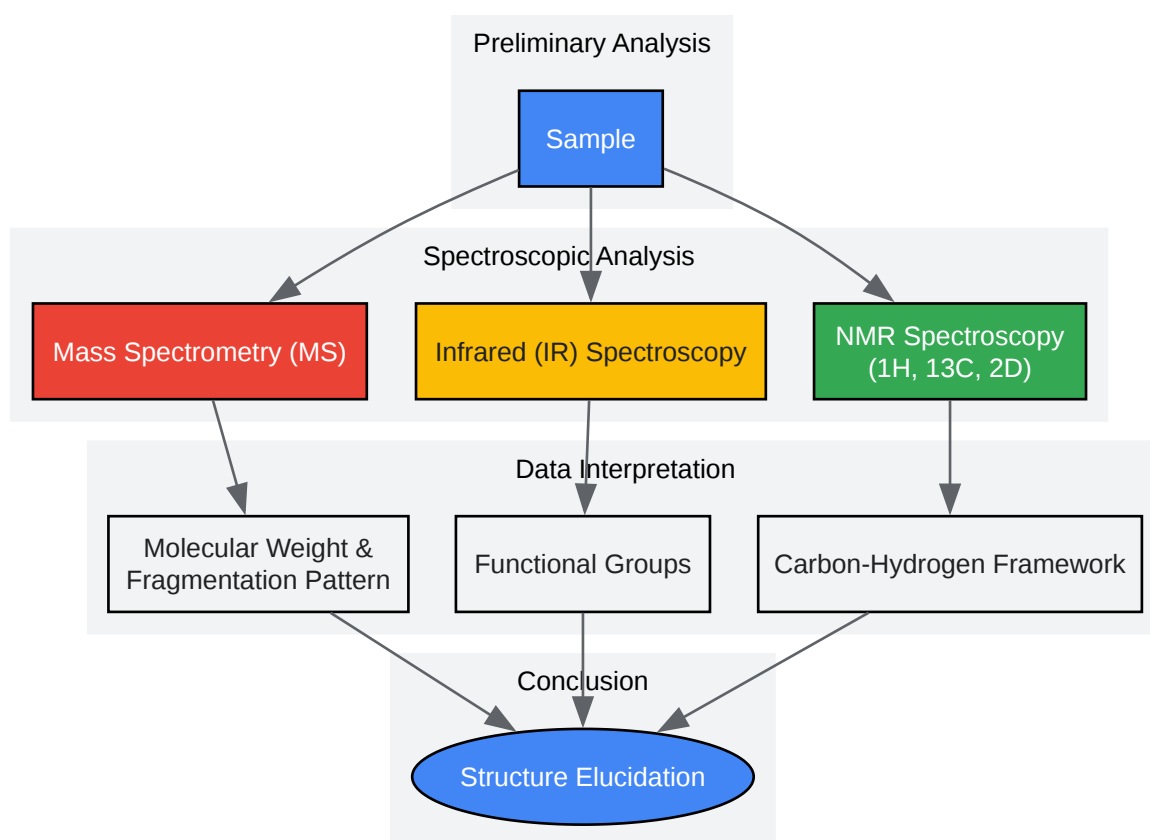 Preliminary Analysis
Sample
Spectroscopic Analysis
Mass Spectrometry (MS)
Infrared (IR) Spectroscopy
NMR Spectroscopy
(1H, 13C, 2D)
Data Interpretation
Molecular Weight &
Fragmentation Pattern
Functional Groups
Carbon-Hydrogen Framework
Conclusion
Structure Elucidation